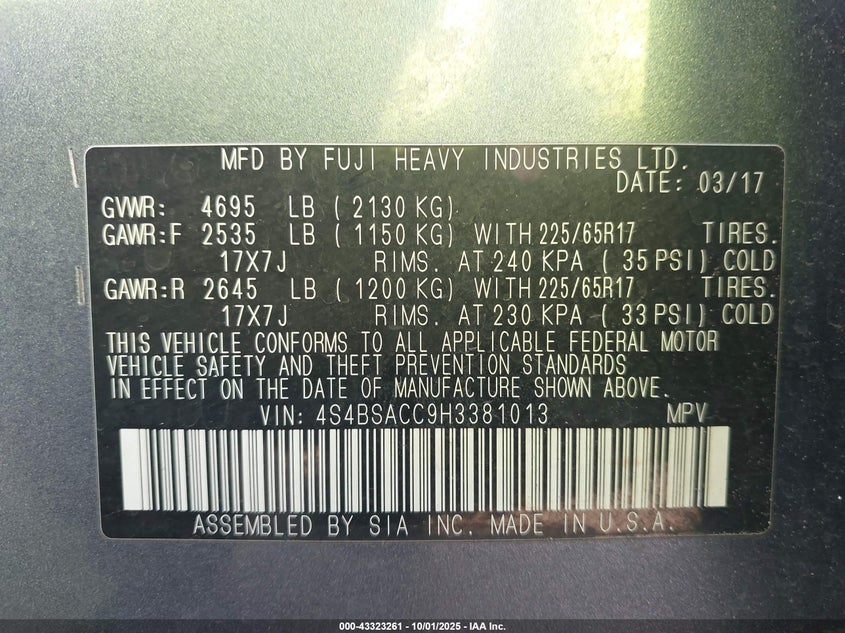 MFD BY FUJI HEAVY INDUSTRIES LTD.
DATE: 03/17
GVWR: 4695 LB ( 2130 KG)
GAWR:F 2535 LB ( 1150 KG) WITH 225/65R17 TIRES.
17X7J RIMS. AT 240 KPA ( 35 PSI) COLD
GAWR:R 2645 LB ( 1200 KG) WITH 225/65R17 TIRES.
17X7J RIMS. AT 230 KPA ( 33 PSI) COLD
THIS VEHICLE CONFORMS TO ALL APPLICABLE FEDERAL MOTOR
VEHICLE SAFETY AND THEFT PREVENTION STANDARDS
IN EFFECT ON THE DATE OF MANUFACTURE SHOWN ABOVE.
VIN: 4S4BSACC9H3381013 MPV
ASSEMBLED BY SIA INC. MADE IN U.S.A.
000-43323261 - 10/01/2025 - IAA Inc.